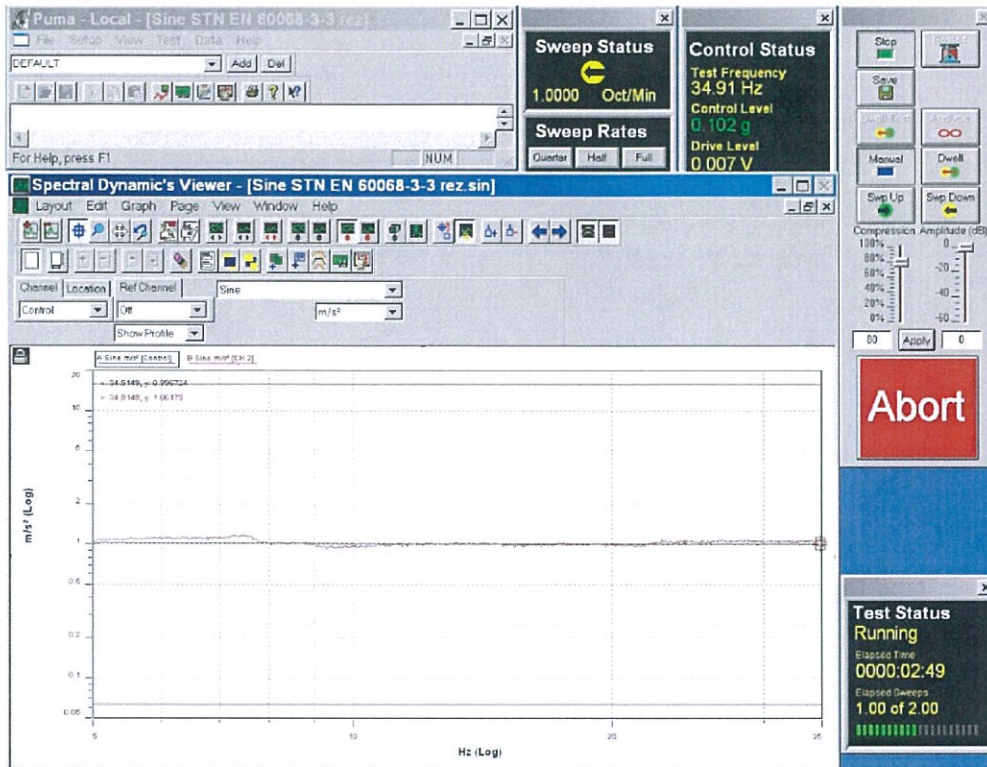 Puma - Local - [Sine STN EN 60068-3-3 rez]
File Setup View Test Data Help
DEFAULT
Add Del
For Help, press F1
NUM
Sweep Status
1.0000 Oct/Min
Sweep Rates
Quarter Half Full
Control Status
Test Frequency
34.91 Hz
Control Level
0.102 g
Drive Level
0.007 V
Stop
Save
Manual
Dwell
Swp Up
Swp Down
Compression Amplitude (dB)
100%
80%
60%
40%
20%
0%
0
-20
-40
-60
80 Apply 0
Abort
Spectral Dynamic's Viewer - [Sine STN EN 60068-3-3 rez.sin]
Layout Edit Graph Page View Window Help
Channel Location Ref Channel Sine
Control Off m/s²
Show Profile
A Sine m/s² [Control] B Sine m/s² [CH 2]
x: 34.9149, y: 0.996724
x: 34.9149, y: 1.06173
20
10
5
2
1
0.5
0.2
0.1
0.05
m/s² (Log)
5 10 20 35
Hz (Log)
Test Status
Running
Elapsed Time
0000:02:49
Elapsed Sweeps
1.00 of 2.00